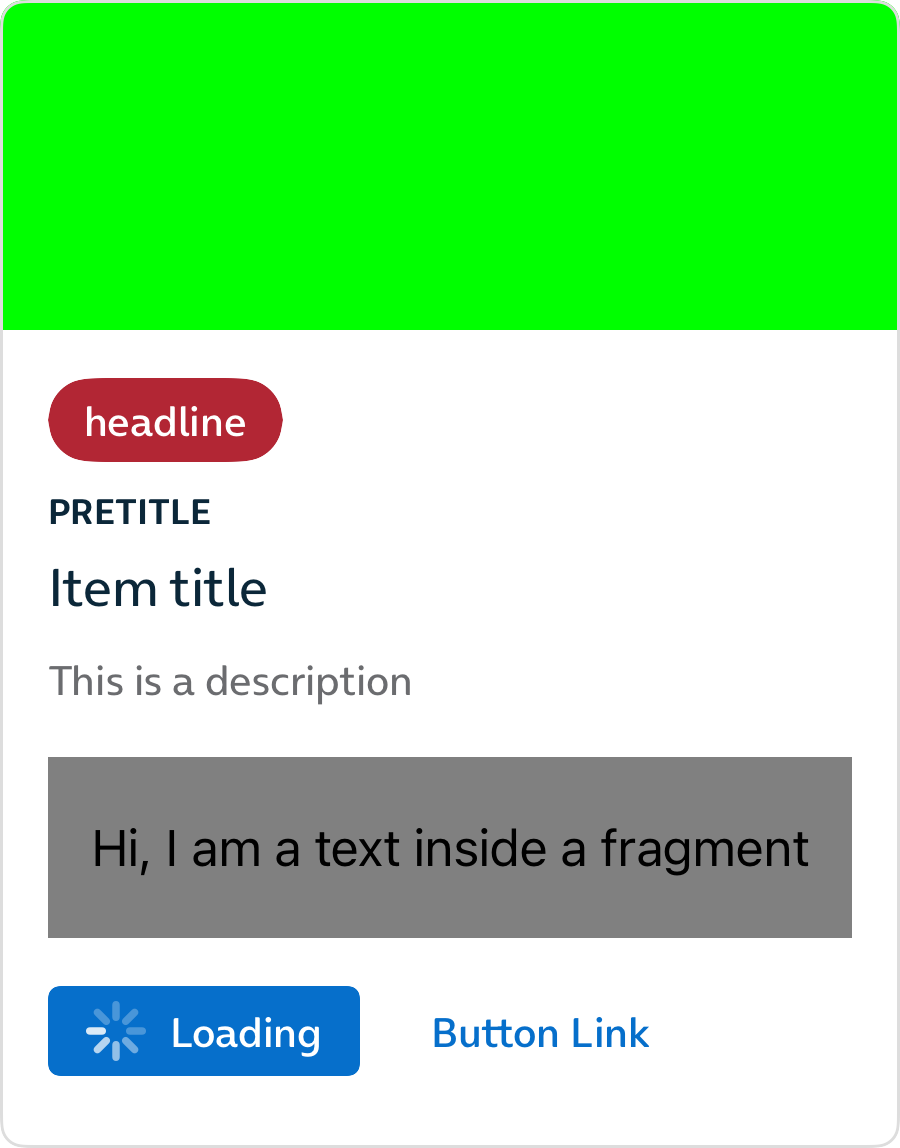 headline
PRETITLE
Item title
This is a description
Hi, I am a text inside a fragment
Loading
Button Link